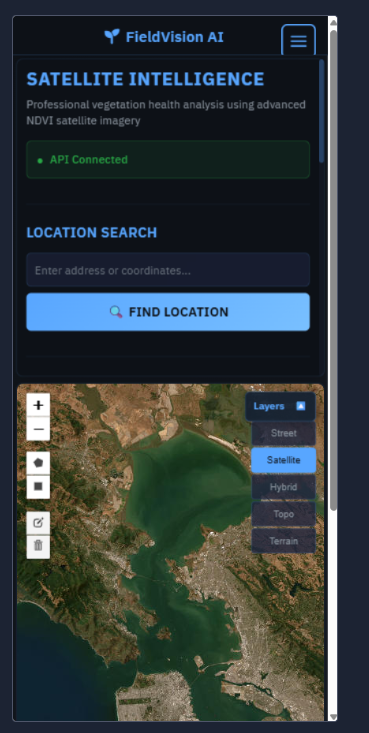 FieldVision AI
SATELLITE INTELLIGENCE
Professional vegetation health analysis using advanced
NDVI satellite imagery
API Connected
LOCATION SEARCH
Enter address or coordinates...
FIND LOCATION
+
−
Layers
Street
Satellite
Hybrid
Topo
Terrain